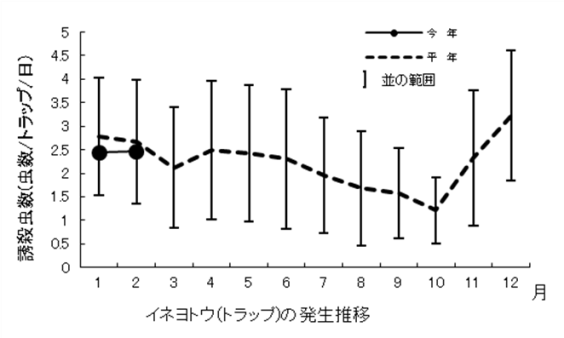 誘殺虫数(虫数/トラップ/日)
5
4.5
4
3.5
3
2.5
2
1.5
1
0.5
0
今 年
平 年
並の範囲
1 2 3 4 5 6 7 8 9 10 11 12
月
イネヨトウ(トラップ)の発生推移